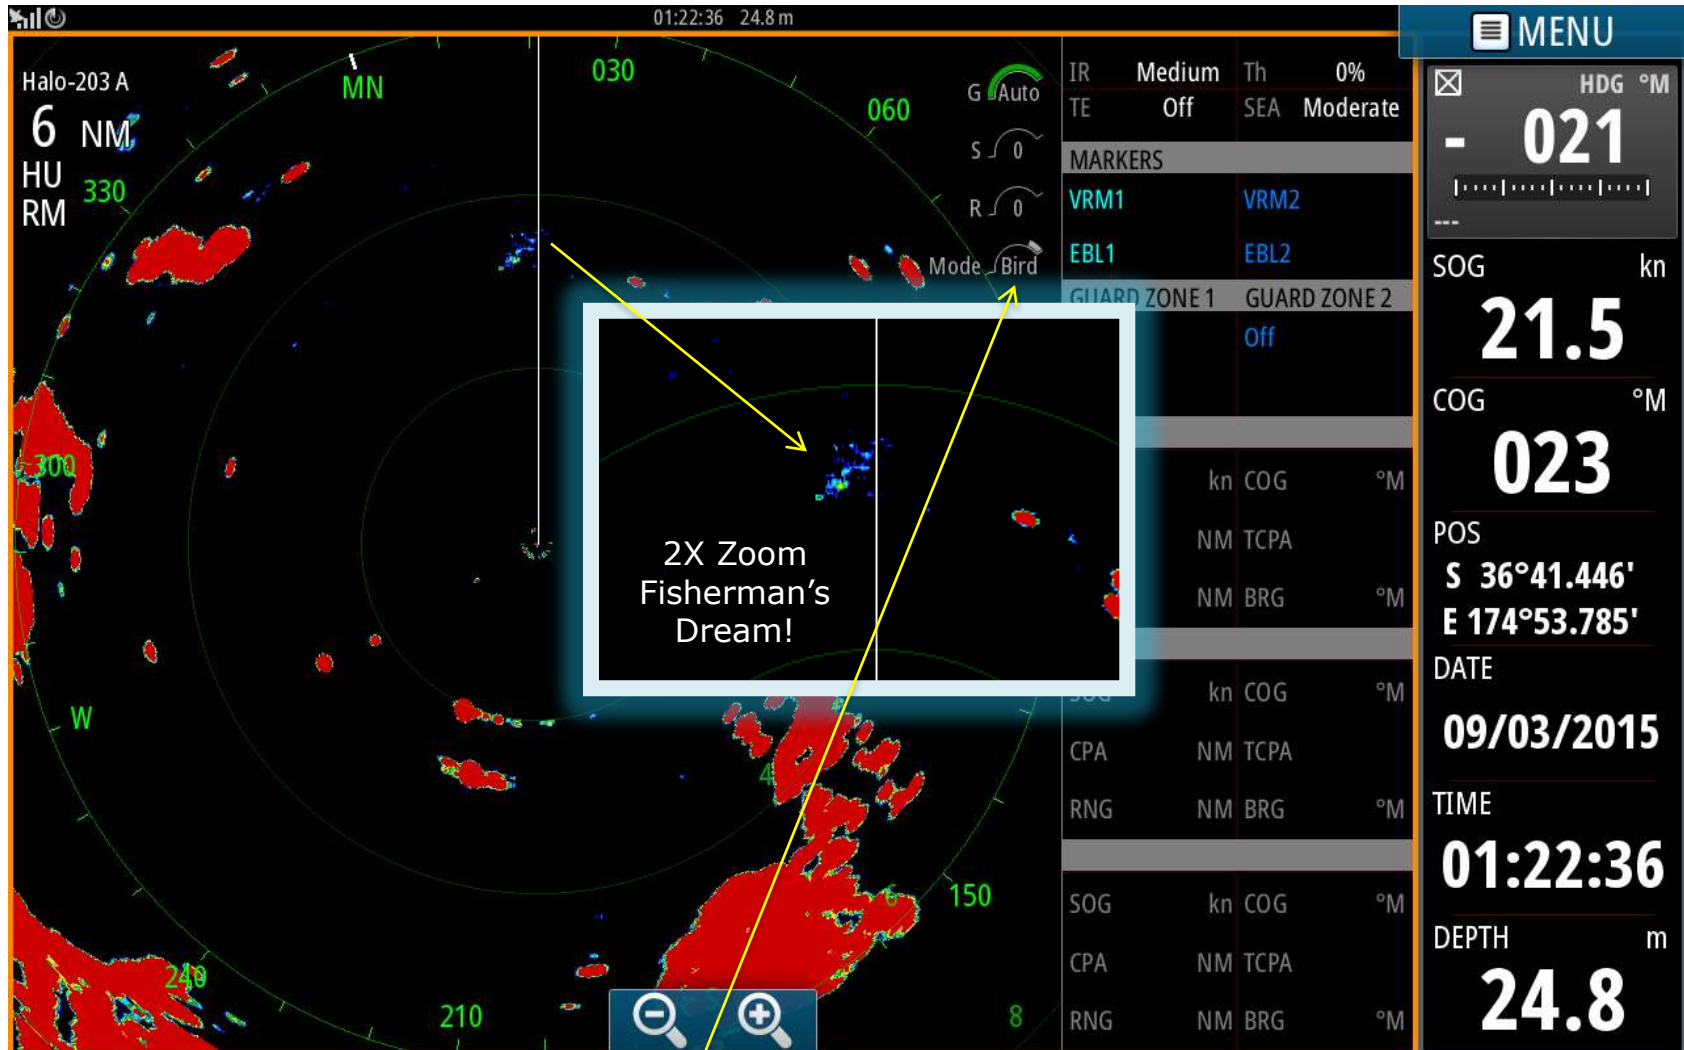 01:22:36 24.8 m
MENU
Halo-203 A
6 NM
HU
RM
MN
030
060
330
300
W
240
210
150
4
6
8
G Auto
S 0
R 0
Mode Bird
IR Medium Th 0%
TE Off SEA Moderate
MARKERS
VRM1 VRM2
EBL1 EBL2
GUARD ZONE 1 GUARD ZONE 2
Off
kn COG °M
NM TCPA
NM BRG °M
SOG kn COG °M
CPA NM TCPA
RNG NM BRG °M
SOG kn COG °M
CPA NM TCPA
RNG NM BRG °M
2X Zoom
Fisherman's
Dream!
HDG °M
- 021
---
SOG kn
21.5
COG °M
023
POS
S 36°41.446'
E 174°53.785'
DATE
09/03/2015
TIME
01:22:36
DEPTH m
24.8